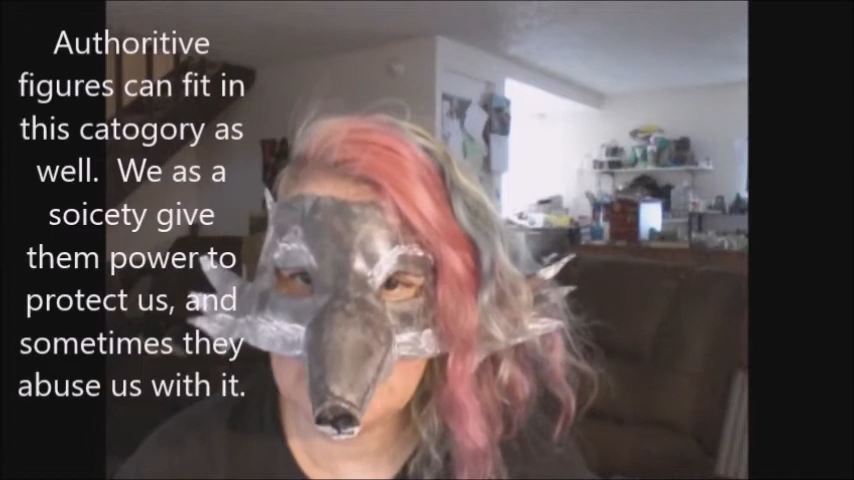 Authoritive
figures can fit in
this catogory as
well.  We as a
soicety give
them power to
protect us, and
sometimes they
abuse us with it.